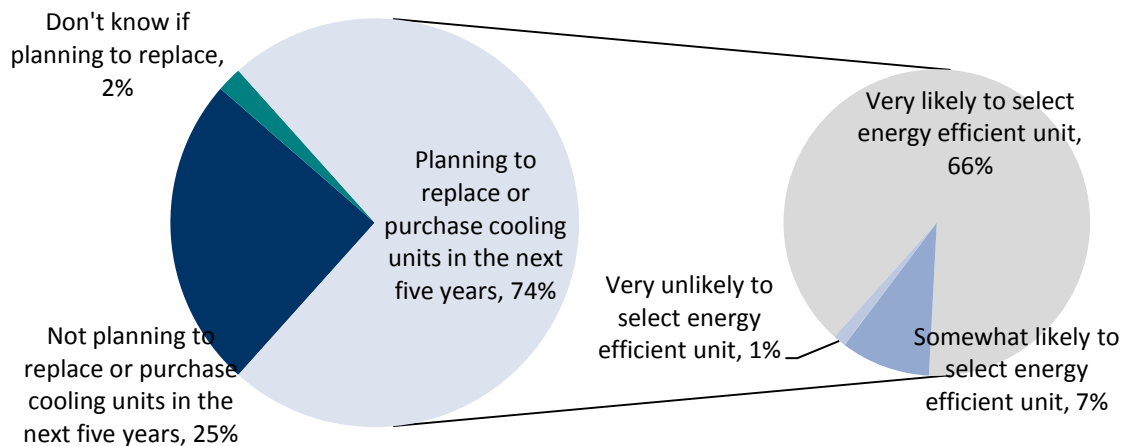 Don't know if
planning to replace,
2%
Planning to
replace or
purchase cooling
units in the next
five years, 74%
Not planning to
replace or purchase
cooling units in the
next five years, 25%
Very likely to select
energy efficient unit,
66%
Very unlikely to
select energy
efficient unit, 1%
Somewhat likely to
select energy
efficient unit, 7%